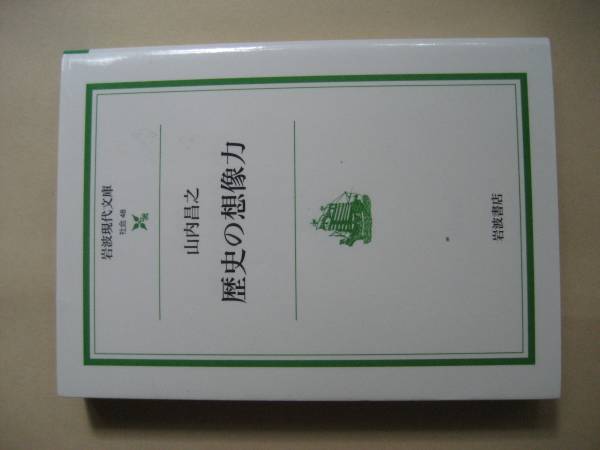 岩波現代文庫
社会 48
山内昌之
歴史の想像力
岩波書店